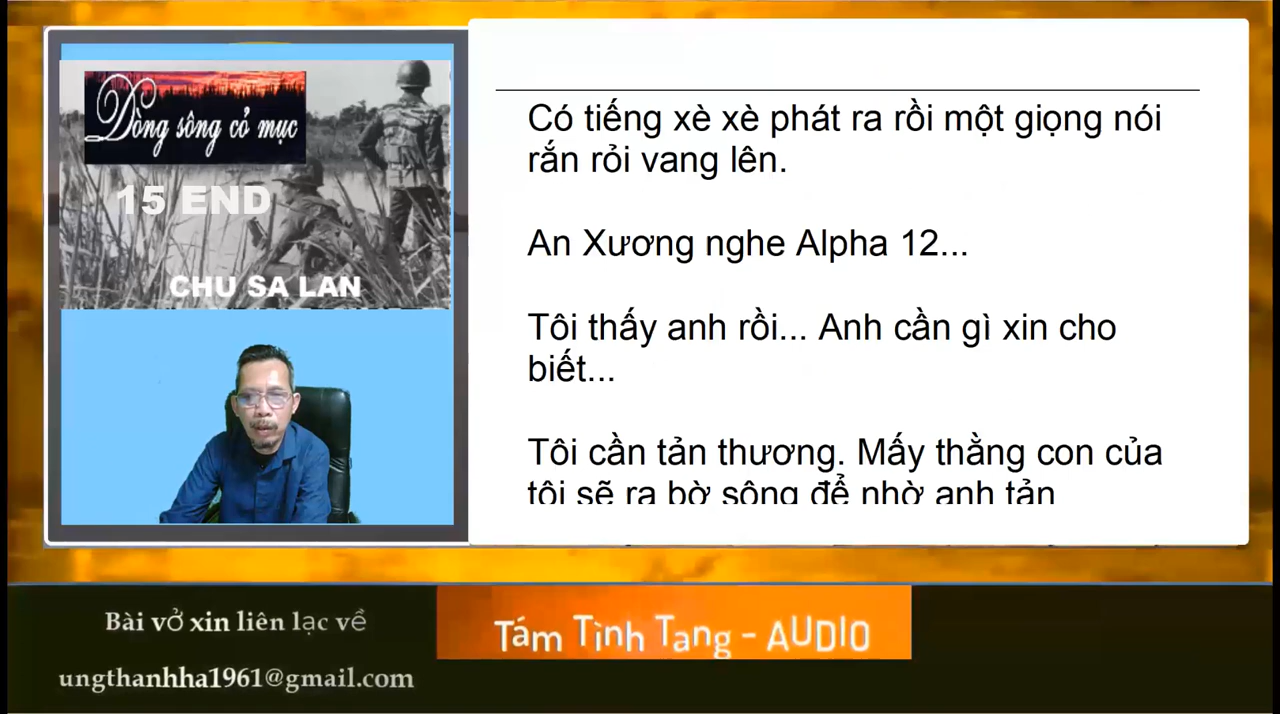 Dòng sông cỏ mục
15 END
CHU SA LAN
Có tiếng xè xè phát ra rồi một giọng nói
rắn rỏi vang lên.
An Xương nghe Alpha 12...
Tôi thấy anh rồi... Anh cần gì xin cho
biết...
Tôi cần tản thương. Mấy thằng con của
tôi sẽ ra bờ sông để nhờ anh tản
Bài vở xin liên lạc về
ungthanhha1961@gmail.com
Tám Tình Tang - AUDIO